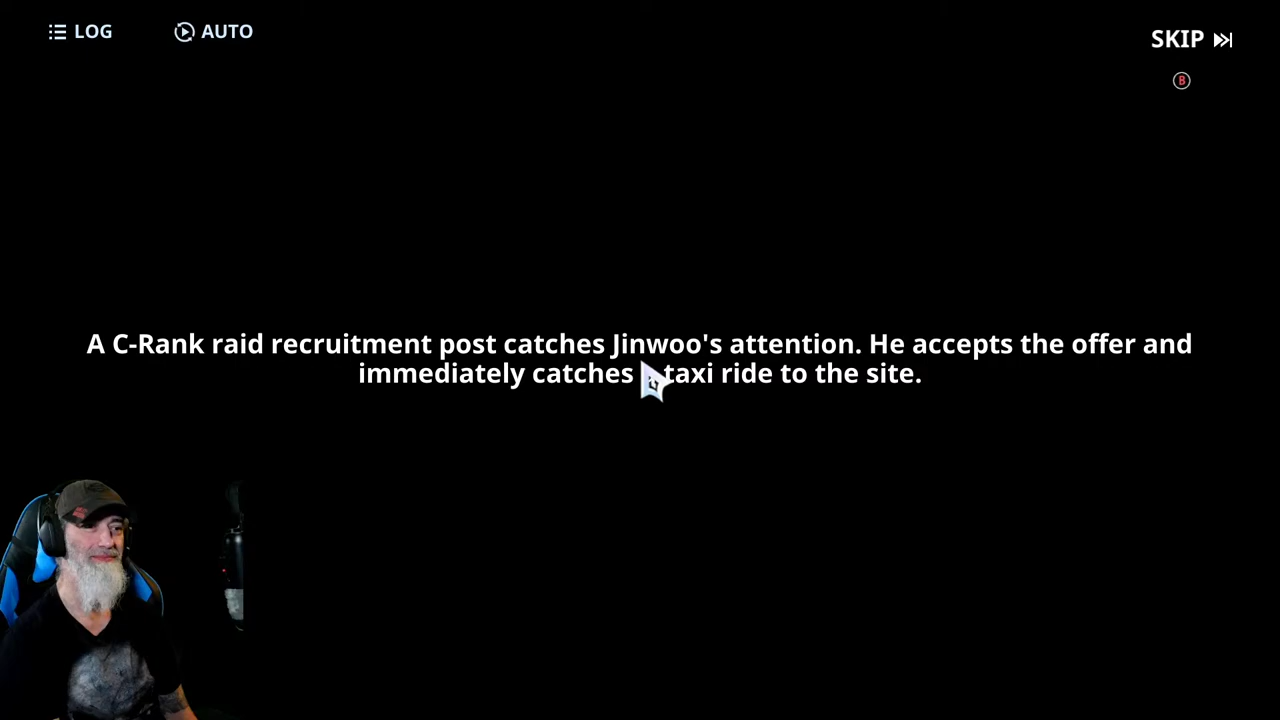 LOG
AUTO
SKIP
B
A C-Rank raid recruitment post catches Jinwoo's attention. He accepts the offer and
immediately catches taxi ride to the site.